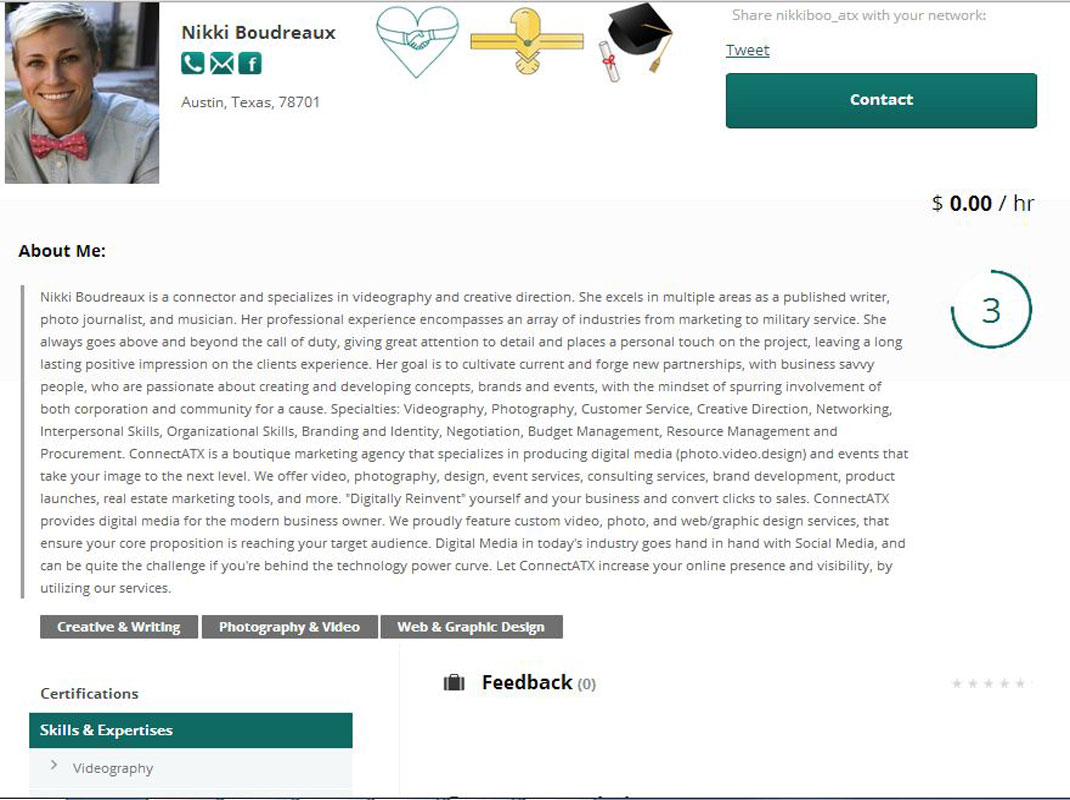 Nikki Boudreaux
f
Austin, Texas, 78701
Share nikkiboo_atx with your network:
Tweet
Contact
$ 0.00 / hr
About Me:
3
Nikki Boudreaux is a connector and specializes in videography and creative direction. She excels in multiple areas as a published writer,
photo journalist, and musician. Her professional experience encompasses an array of industries from marketing to military service. She
always goes above and beyond the call of duty, giving great attention to detail and places a personal touch on the project, leaving a long
lasting positive impression on the clients experience. Her goal is to cultivate current and forge new partnerships, with business savvy
people, who are passionate about creating and developing concepts, brands and events, with the mindset of spurring involvement of
both corporation and community for a cause. Specialties: Videography, Photography, Customer Service, Creative Direction, Networking,
Interpersonal Skills, Organizational Skills, Branding and Identity, Negotiation, Budget Management, Resource Management and
Procurement. ConnectATX is a boutique marketing agency that specializes in producing digital media (photo.video.design) and events that
take your image to the next level. We offer video, photography, design, event services, consulting services, brand development, product
launches, real estate marketing tools, and more. "Digitally Reinvent" yourself and your business and convert clicks to sales. ConnectATX
provides digital media for the modern business owner. We proudly feature custom video, photo, and web/graphic design services, that
ensure your core proposition is reaching your target audience. Digital Media in today's industry goes hand in hand with Social Media, and
can be quite the challenge if you're behind the technology power curve. Let ConnectATX increase your online presence and visibility, by
utilizing our services.
Creative & Writing
Photography & Video
Web & Graphic Design
Certifications
Skills & Expertises
Videography
Feedback (0)